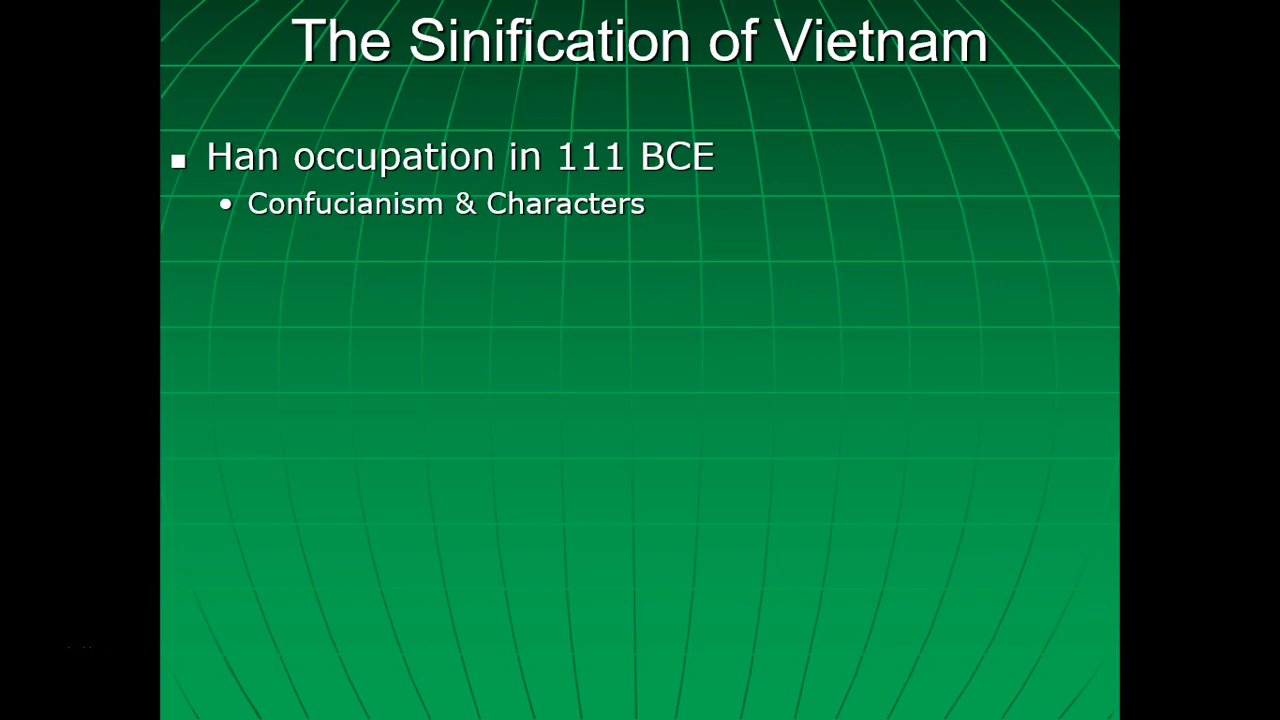 The Sinification of Vietnam
Han occupation in 111 BCE
Confucianism & Characters